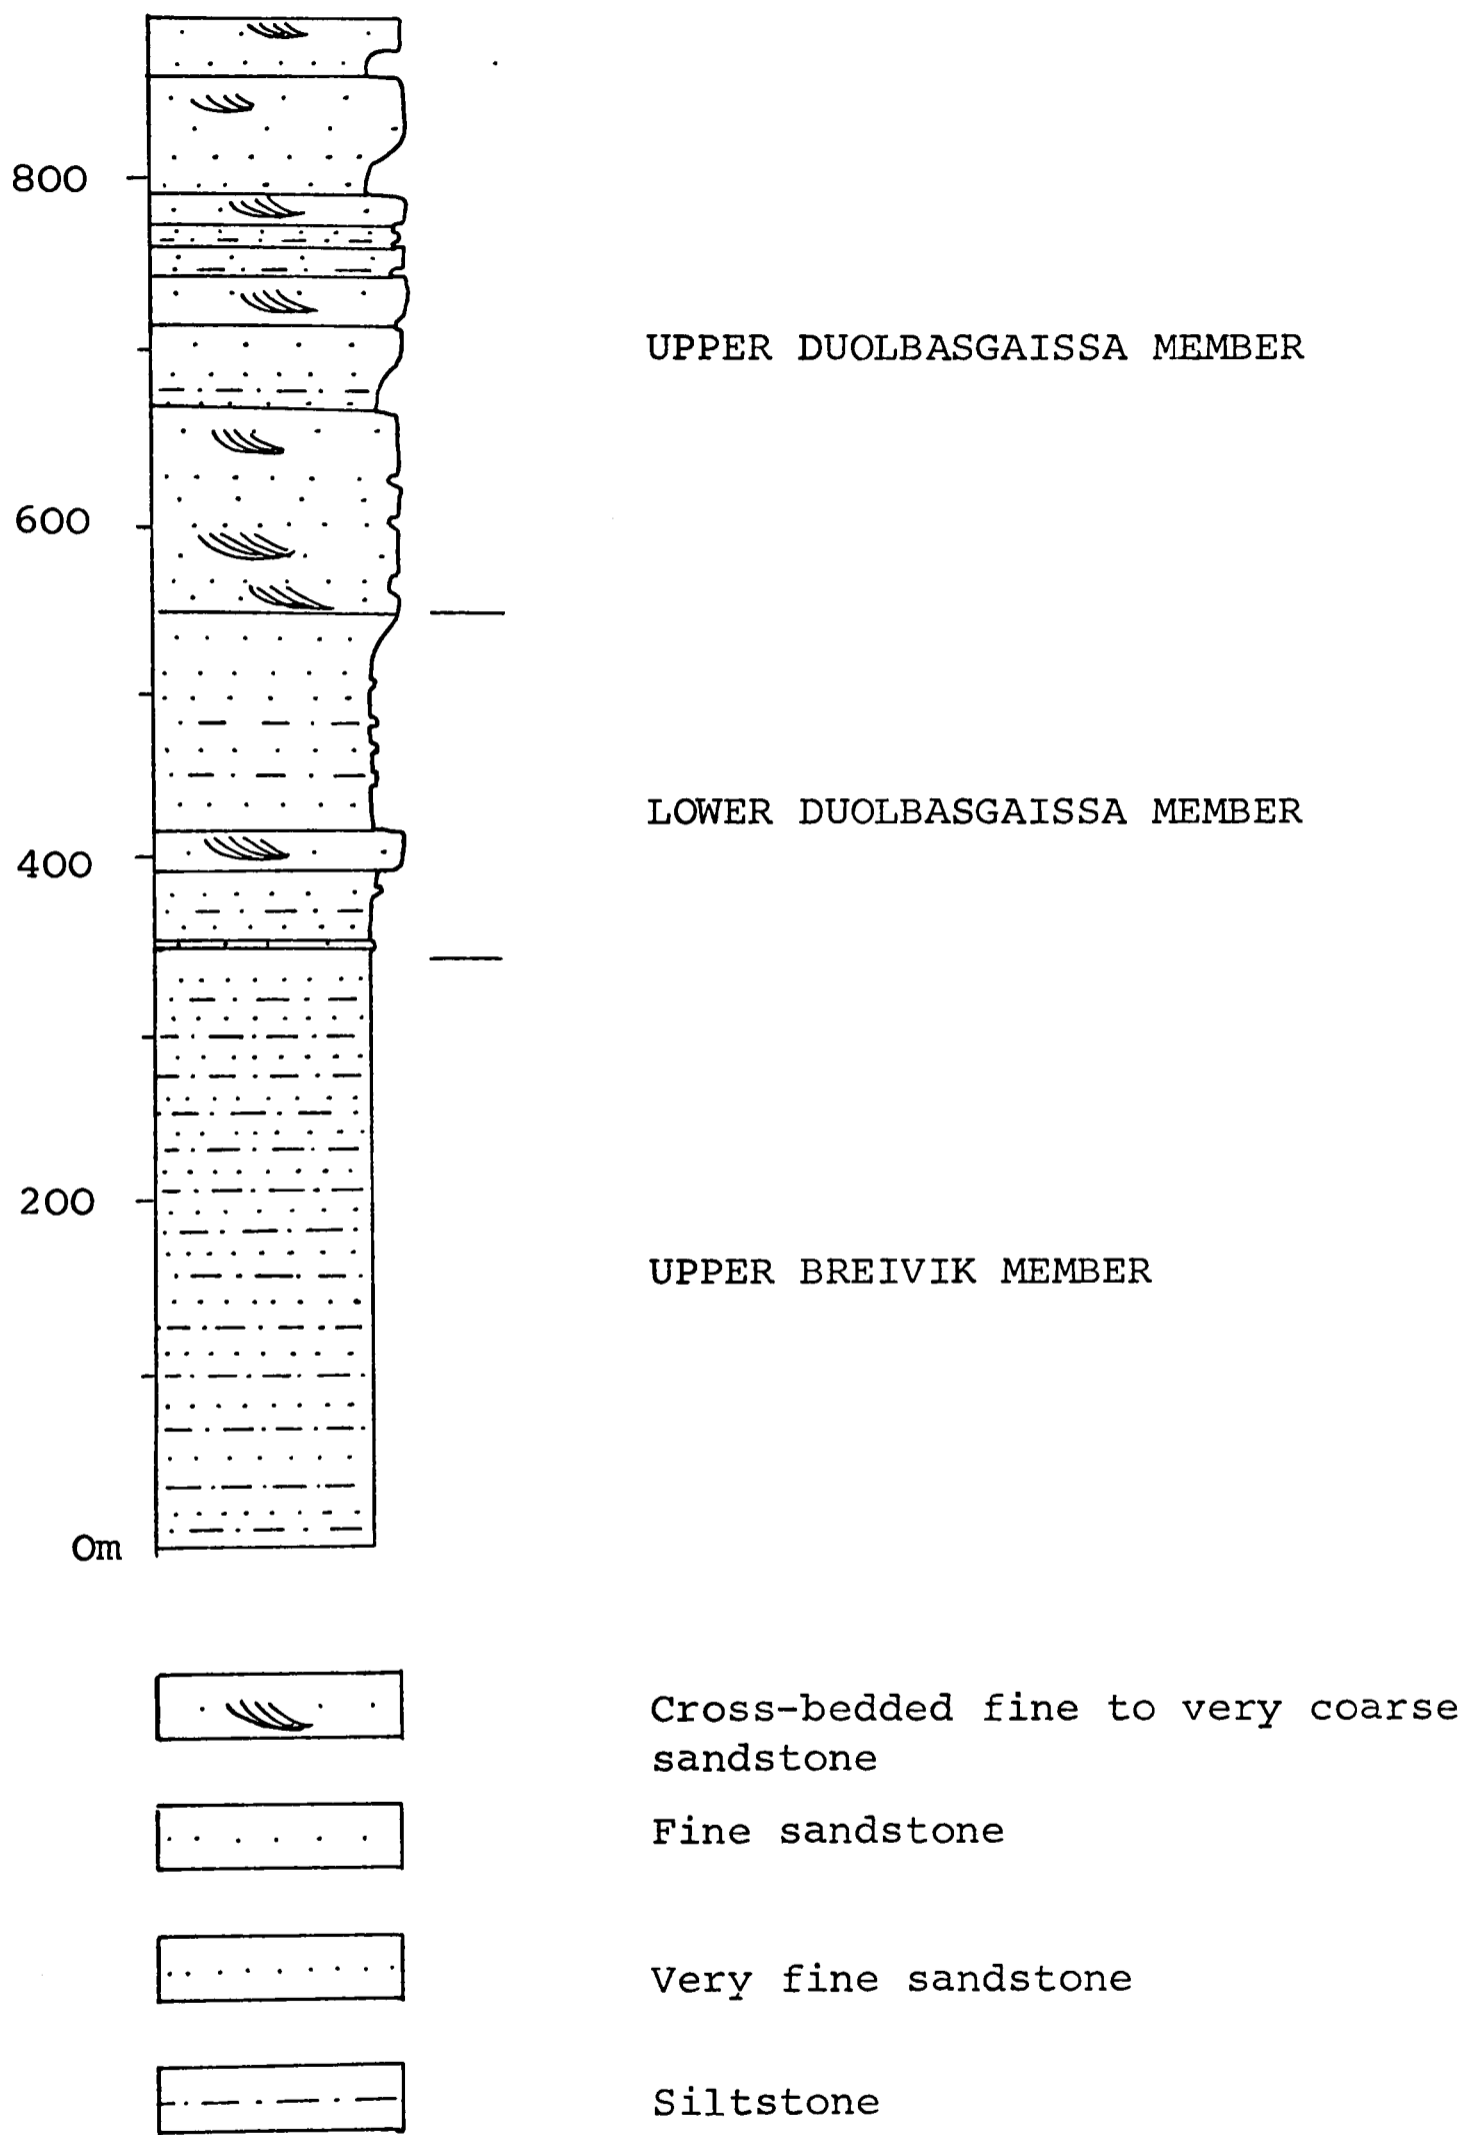 800
UPPER DUOLBASGAISSA MEMBER
600
LOWER DUOLBASGAISSA MEMBER
400
200
UPPER BREIVIK MEMBER
Om
Cross-bedded fine to very coarse
sandstone
Fine sandstone
Very fine sandstone
Siltstone